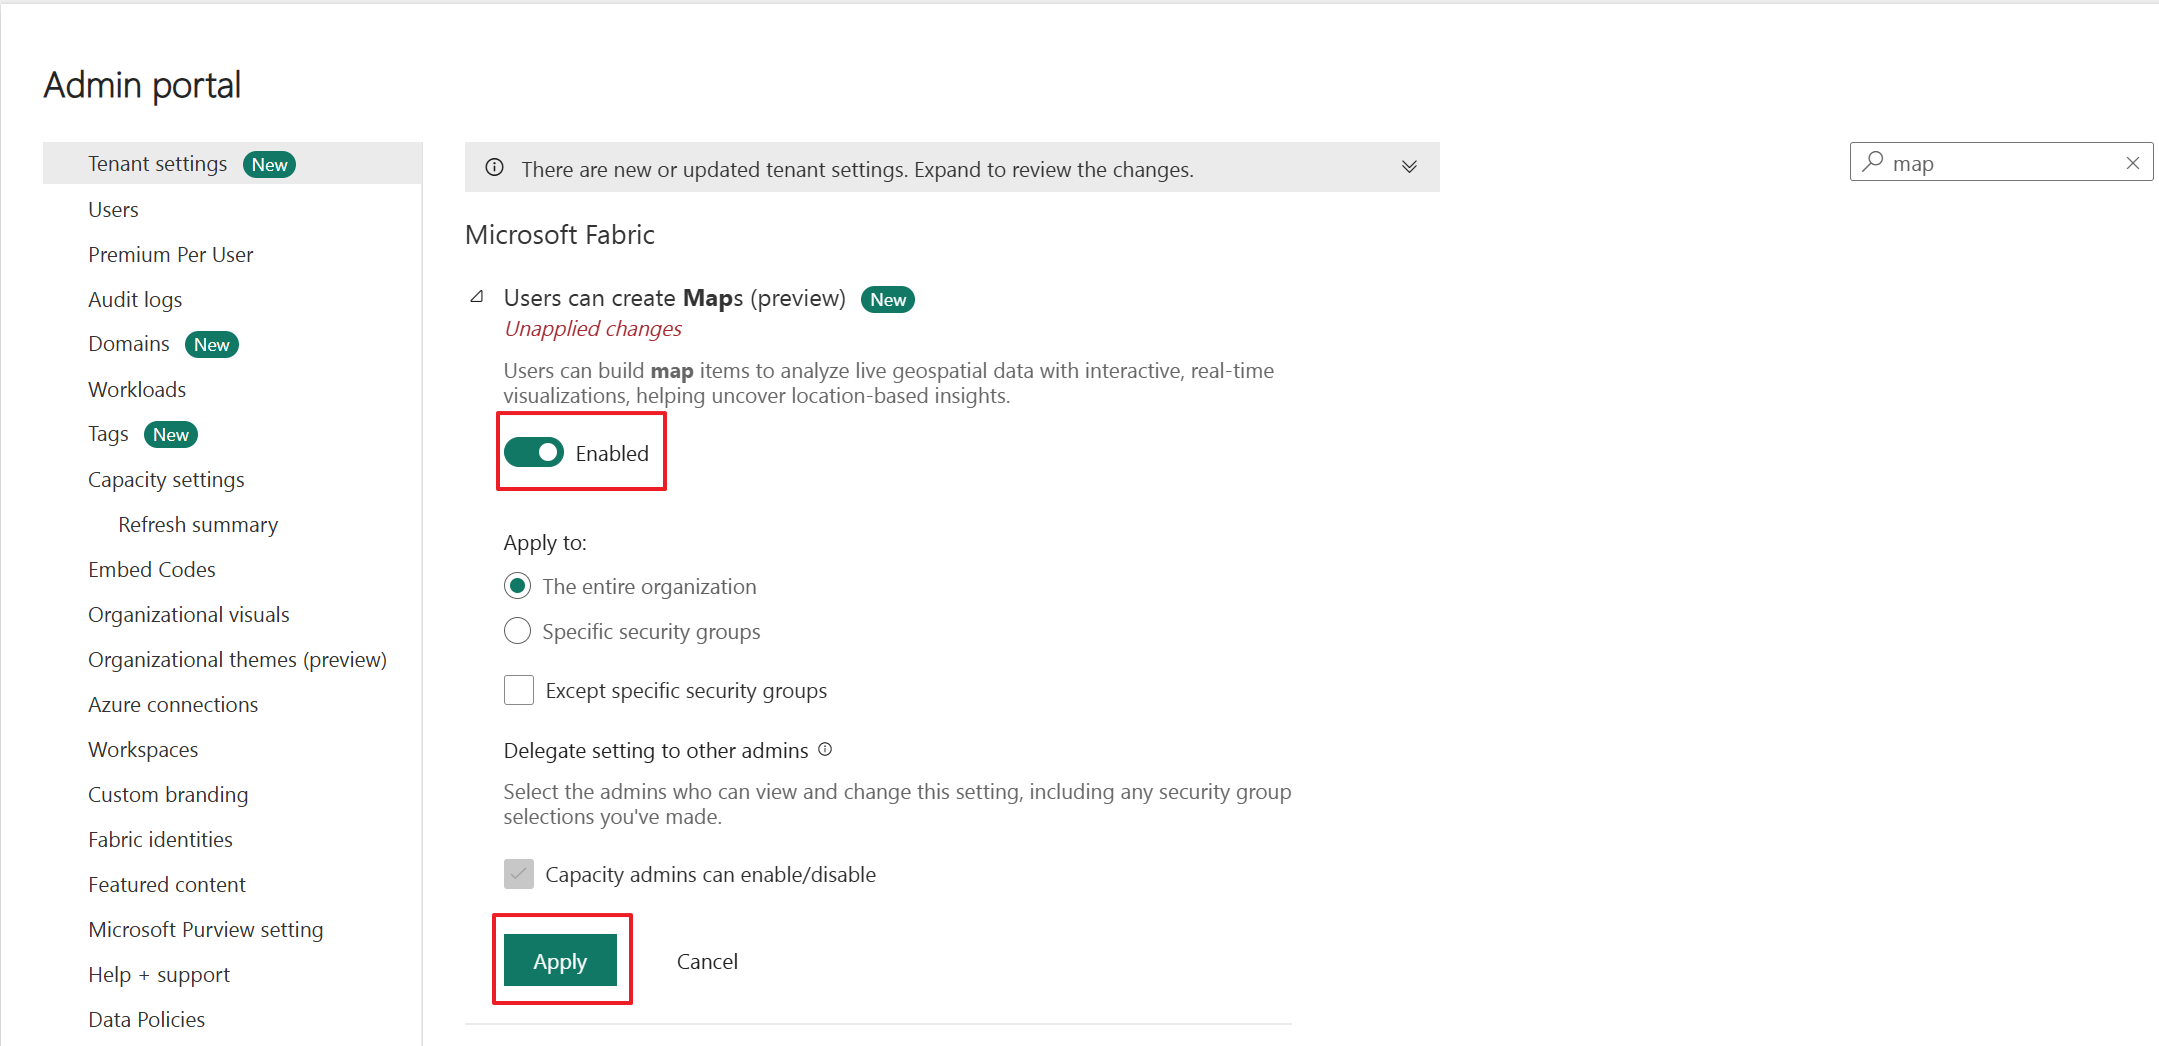 Admin portal
Tenant settings New
Users
Premium Per User
Audit logs
Domains New
Workloads
Tags New
Capacity settings
Refresh summary
Embed Codes
Organizational visuals
Organizational themes (preview)
Azure connections
Workspaces
Custom branding
Fabric identities
Featured content
Microsoft Purview setting
Help + support
Data Policies
There are new or updated tenant settings. Expand to review the changes.
map
Microsoft Fabric
Users can create Maps (preview) New
Unapplied changes
Users can build map items to analyze live geospatial data with interactive, real-time
visualizations, helping uncover location-based insights.
Enabled
Apply to:
The entire organization
Specific security groups
Except specific security groups
Delegate setting to other admins
Select the admins who can view and change this setting, including any security group
selections you've made.
Capacity admins can enable/disable
Apply
Cancel